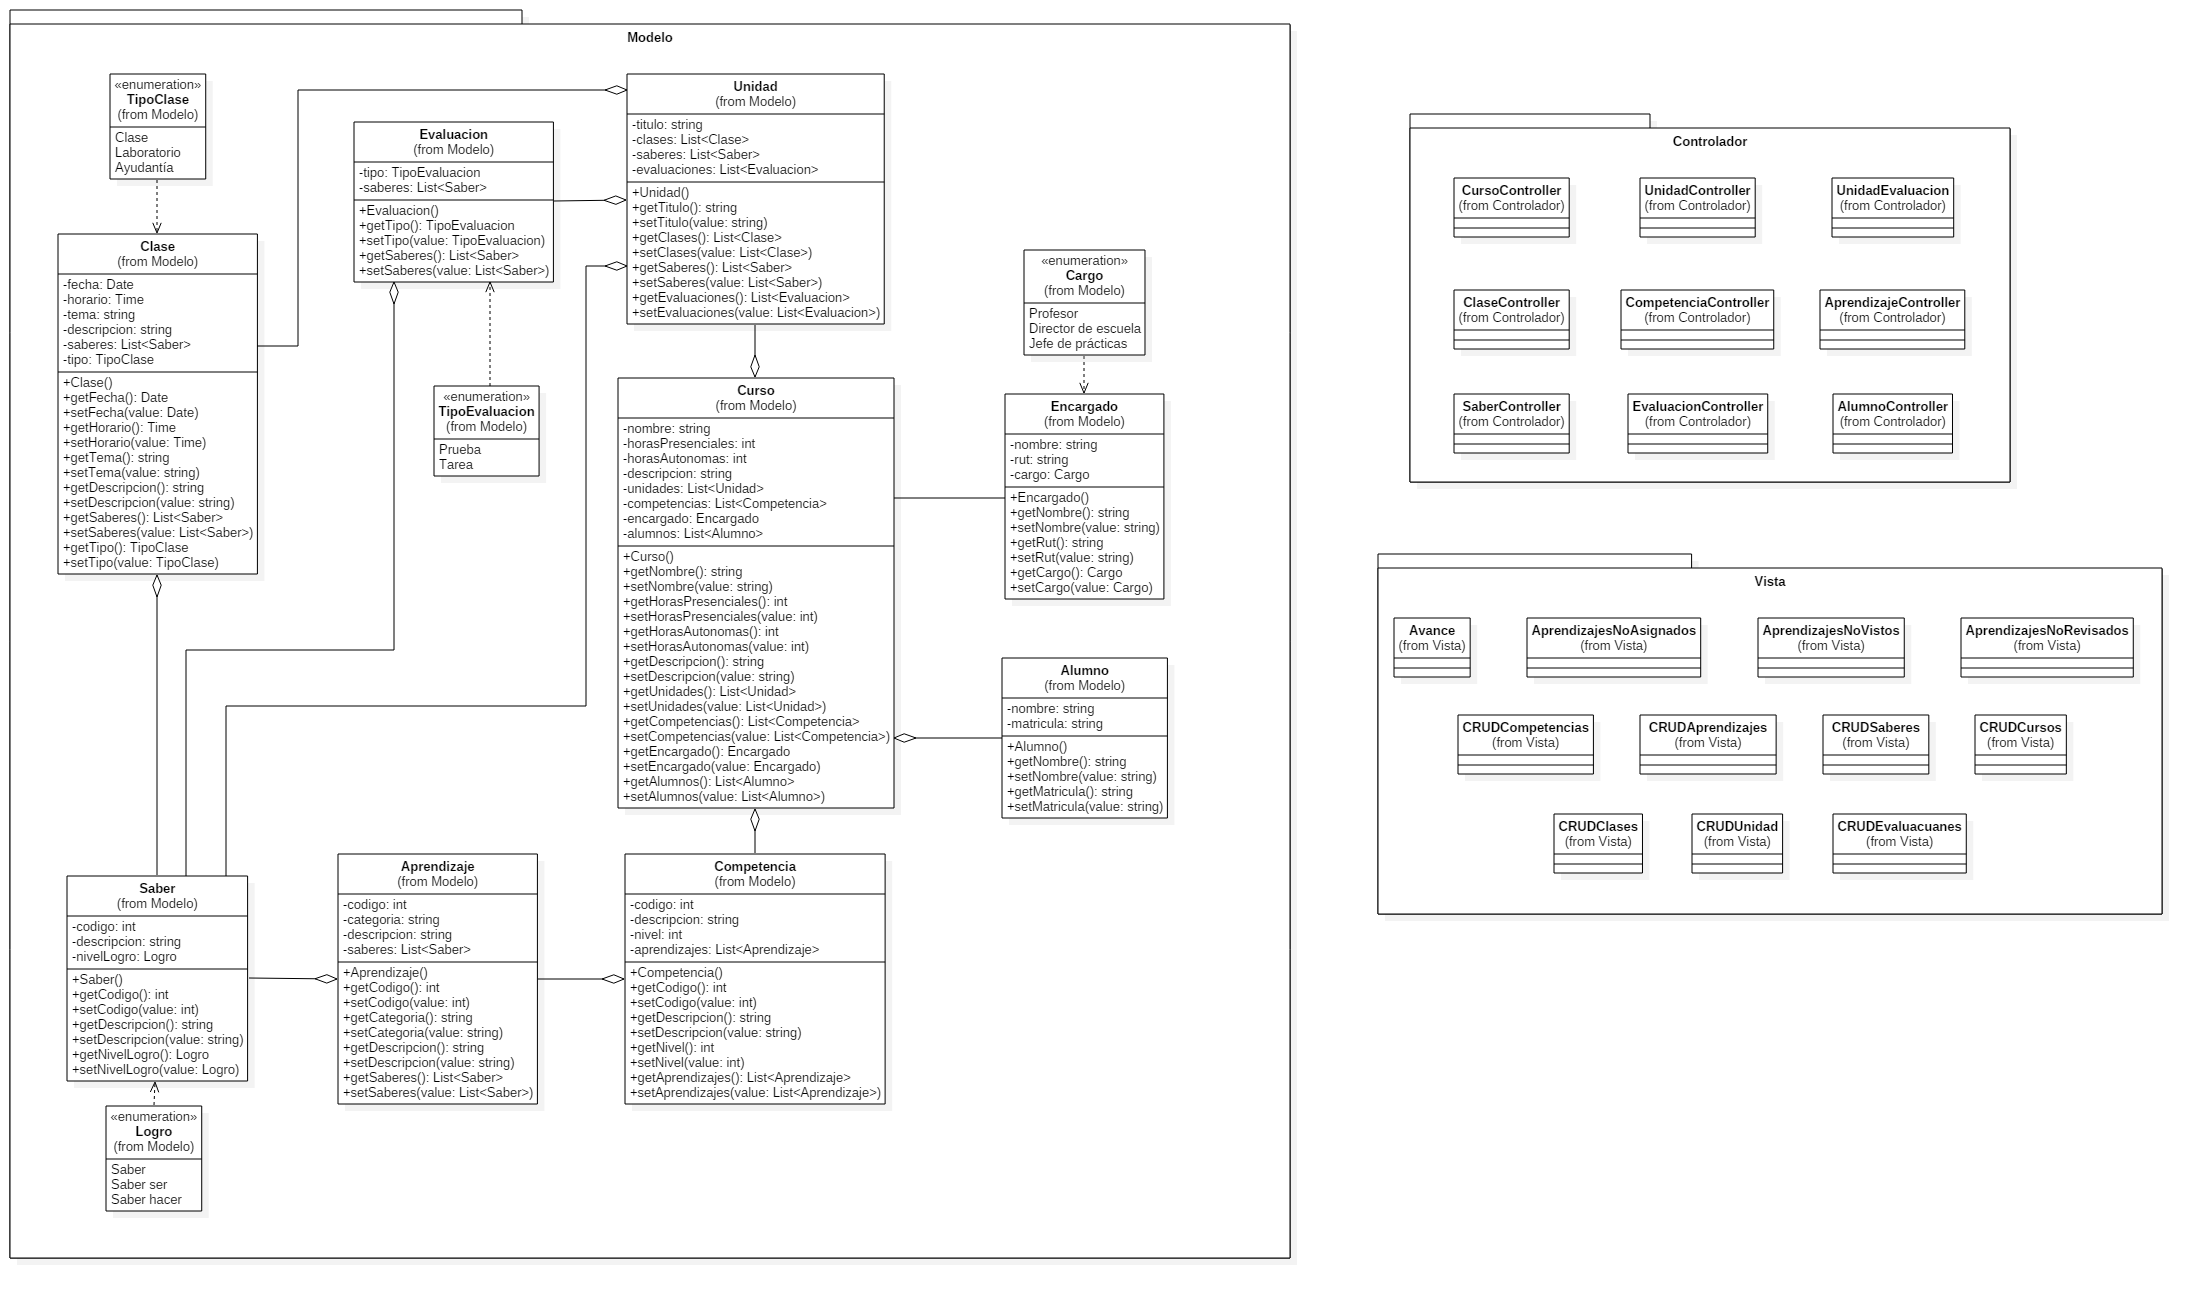 Modelo
«enumeration»
TipoClase
(from Modelo)
Clase
Laboratorio
Ayudantía
Evaluacion
(from Modelo)
-tipo: TipoEvaluacion
-saberes: List<Saber>
+Evaluacion()
+getTipo(): TipoEvaluacion
+setTipo(value: TipoEvaluacion)
+getSaberes(): List<Saber>
+setSaberes(value: List<Saber>)
Unidad
(from Modelo)
-titulo: string
-clases: List<Clase>
-saberes: List<Saber>
-evaluaciones: List<Evaluacion>
+Unidad()
+getTitulo(): string
+setTitulo(value: string)
+getClases(): List<Clase>
+setClases(value: List<Clase>)
+getSaberes(): List<Saber>
+setSaberes(value: List<Saber>)
+getEvaluaciones(): List<Evaluacion>
+setEvaluaciones(value: List<Evaluacion>)
Clase
(from Modelo)
-fecha: Date
-horario: Time
-tema: string
-descripcion: string
-saberes: List<Saber>
-tipo: TipoClase
+Clase()
+getFecha(): Date
+setFecha(value: Date)
+getHorario(): Time
+setHorario(value: Time)
+getTema(): string
+setTema(value: string)
+getDescripcion(): string
+setDescripcion(value: string)
+getSaberes(): List<Saber>
+setSaberes(value: List<Saber>)
+getTipo(): TipoClase
+setTipo(value: TipoClase)
«enumeration»
TipoEvaluacion
(from Modelo)
Prueba
Tarea
«enumeration»
Cargo
(from Modelo)
Profesor
Director de escuela
Jefe de prácticas
Curso
(from Modelo)
-nombre: string
-horasPresenciales: int
-horasAutonomas: int
-descripcion: string
-unidades: List<Unidad>
-competencias: List<Competencia>
-encargado: Encargado
-alumnos: List<Alumno>
+Curso()
+getNombre(): string
+setNombre(value: string)
+getHorasPresenciales(): int
+setHorasPresenciales(value: int)
+getHorasAutonomas(): int
+setHorasAutonomas(value: int)
+getDescripcion(): string
+setDescripcion(value: string)
+getUnidades(): List<Unidad>
+setUnidades(value: List<Unidad>)
+getCompetencias(): List<Competencia>
+setCompetencias(value: List<Competencia>)
+getEncargado(): Encargado
+setEncargado(value: Encargado)
+getAlumnos(): List<Alumno>
+setAlumnos(value: List<Alumno>)
Encargado
(from Modelo)
-nombre: string
-rut: string
-cargo: Cargo
+Encargado()
+getNombre(): string
+setNombre(value: string)
+getRut(): string
+setRut(value: string)
+getCargo(): Cargo
+setCargo(value: Cargo)
Alumno
(from Modelo)
-nombre: string
-matricula: string
+Alumno()
+getNombre(): string
+setNombre(value: string)
+getMatricula(): string
+setMatricula(value: string)
Saber
(from Modelo)
-codigo: int
-descripcion: string
-nivelLogro: Logro
+Saber()
+getCodigo(): int
+setCodigo(value: int)
+getDescripcion(): string
+setDescripcion(value: string)
+getNivelLogro(): Logro
+setNivelLogro(value: Logro)
Aprendizaje
(from Modelo)
-codigo: int
-categoria: string
-descripcion: string
-saberes: List<Saber>
+Aprendizaje()
+getCodigo(): int
+setCodigo(value: int)
+getCategoria(): string
+setCategoria(value: string)
+getDescripcion(): string
+setDescripcion(value: string)
+getSaberes(): List<Saber>
+setSaberes(value: List<Saber>)
Competencia
(from Modelo)
-codigo: int
-descripcion: string
-nivel: int
-aprendizajes: List<Aprendizaje>
+Competencia()
+getCodigo(): int
+setCodigo(value: int)
+getDescripcion(): string
+setDescripcion(value: string)
+getNivel(): int
+setNivel(value: int)
+getAprendizajes(): List<Aprendizaje>
+setAprendizajes(value: List<Aprendizaje>)
«enumeration»
Logro
(from Modelo)
Saber
Saber ser
Saber hacer
Controlador
CursoController
(from Controlador)
UnidadController
(from Controlador)
UnidadEvaluacion
(from Controlador)
ClaseController
(from Controlador)
CompetenciaController
(from Controlador)
AprendizajeController
(from Controlador)
SaberController
(from Controlador)
EvaluacionController
(from Controlador)
AlumnoController
(from Controlador)
Vista
Avance
(from Vista)
AprendizajesNoAsignados
(from Vista)
AprendizajesNoVistos
(from Vista)
AprendizajesNoRevisados
(from Vista)
CRUDCompetencias
(from Vista)
CRUDAprendizajes
(from Vista)
CRUDSaberes
(from Vista)
CRUDCursos
(from Vista)
CRUDClases
(from Vista)
CRUDUnidad
(from Vista)
CRUDEvaluacuanes
(from Vista)